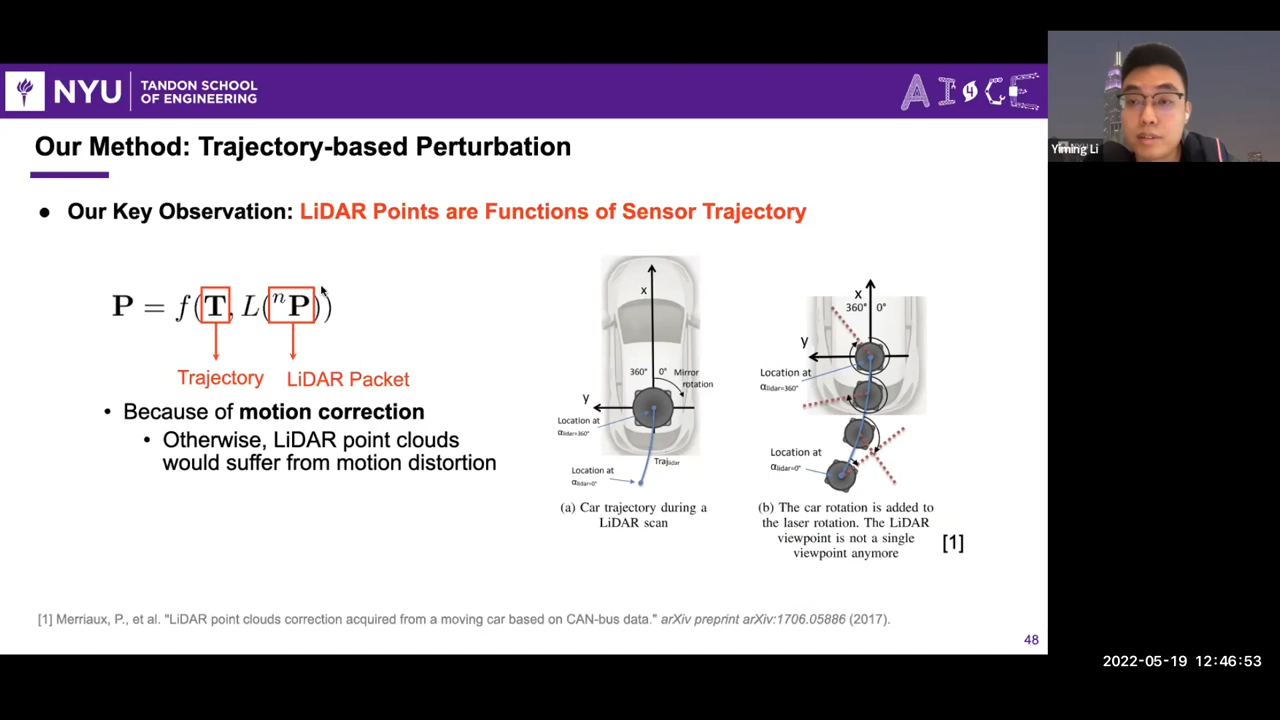 NYU
TANDON SCHOOL
OF ENGINEERING
AI4CE
Yiming Li
Our Method: Trajectory-based Perturbation
● Our Key Observation: LiDAR Points are Functions of Sensor Trajectory
P = f(T, L(ⁿP))
Trajectory
LiDAR Packet
• Because of motion correction
• Otherwise, LiDAR point clouds
would suffer from motion distortion
x
360°
0°
Mirror
rotation
y
Location at
αlidar=360°
Trajlidar
Location at
αlidar=0°
(a) Car trajectory during a
LiDAR scan
x
360°
0°
y
Location at
αlidar=360°
Location at
αlidar=0°
(b) The car rotation is added to
the laser rotation. The LiDAR
viewpoint is not a single
viewpoint anymore
[1]
[1] Merriaux, P., et al. "LiDAR point clouds correction acquired from a moving car based on CAN-bus data." arXiv preprint arXiv:1706.05886 (2017).
48
2022-05-19 12:46:53